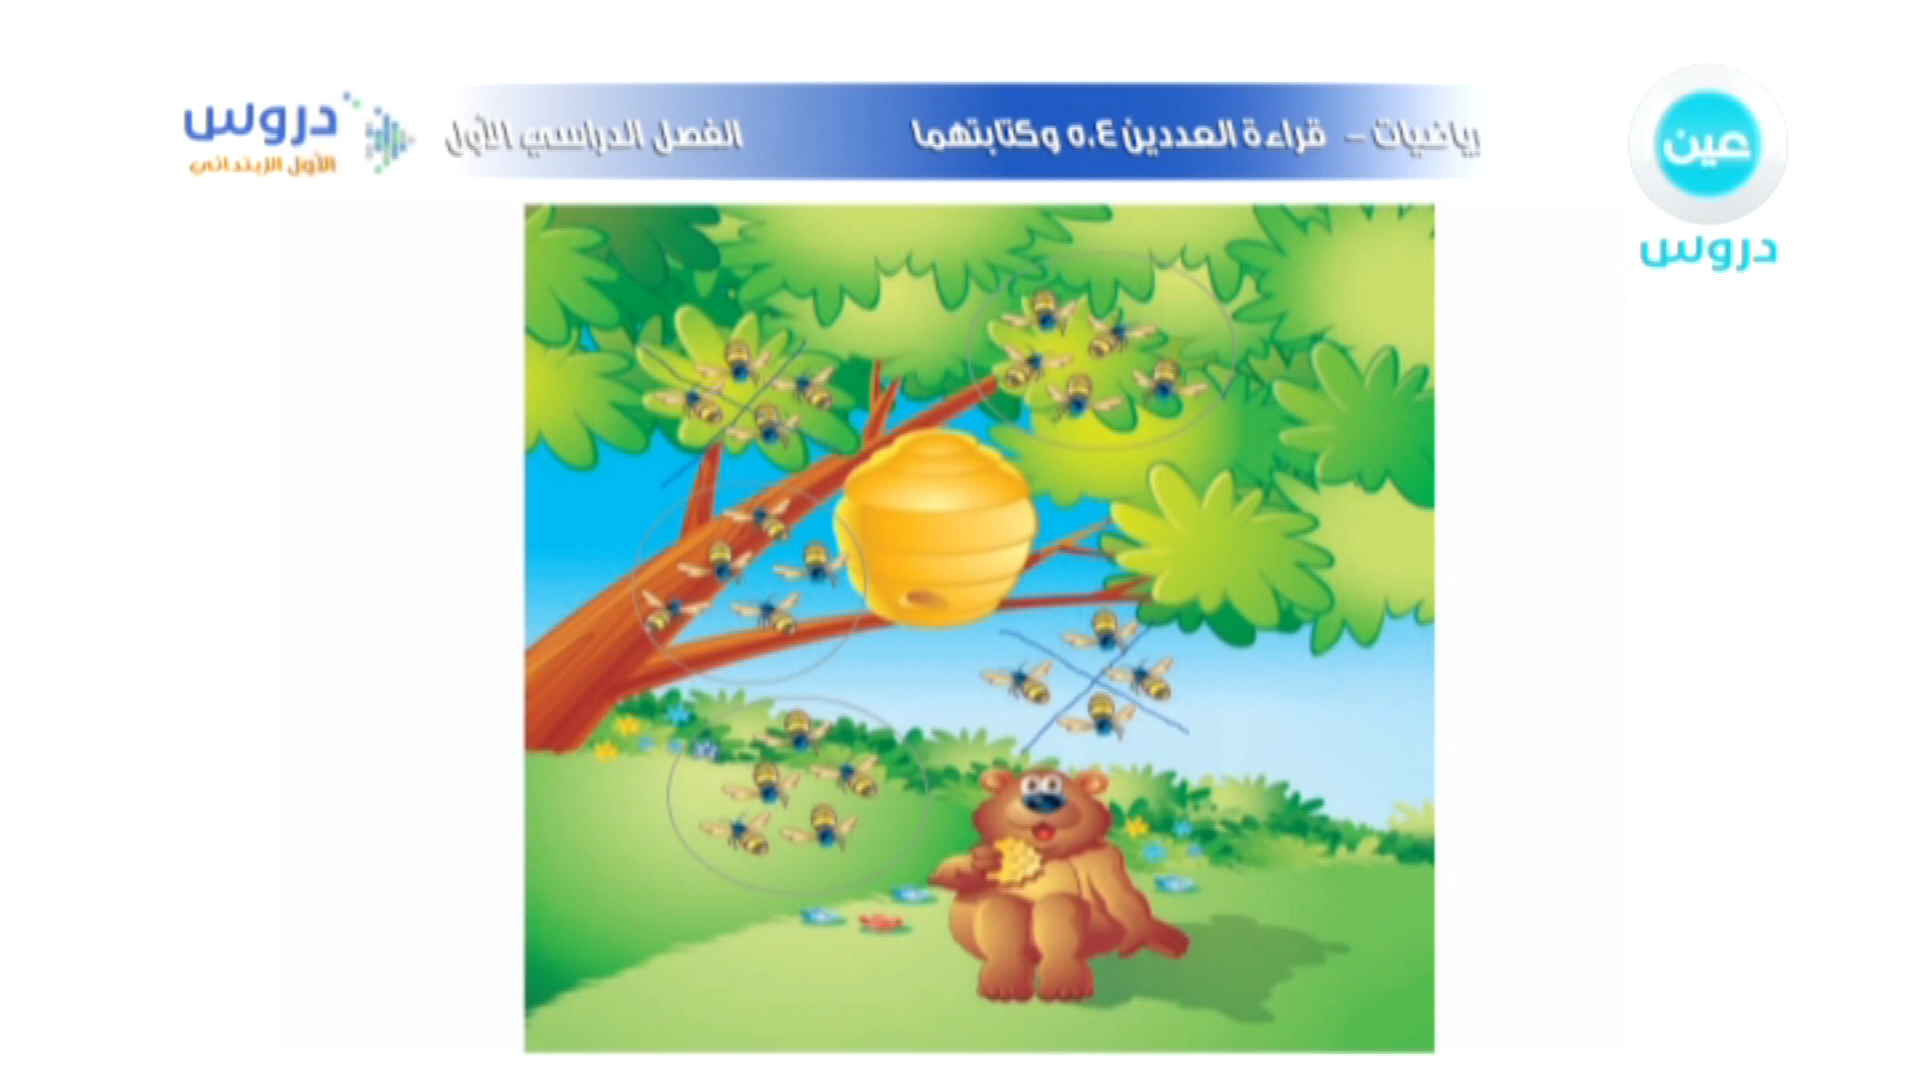 رياضيات - قراءة العددين ٥،٤ وكتابتهما
الفصل الدراسي الأول
دروس
الأول الابتدائي
عين
دروس